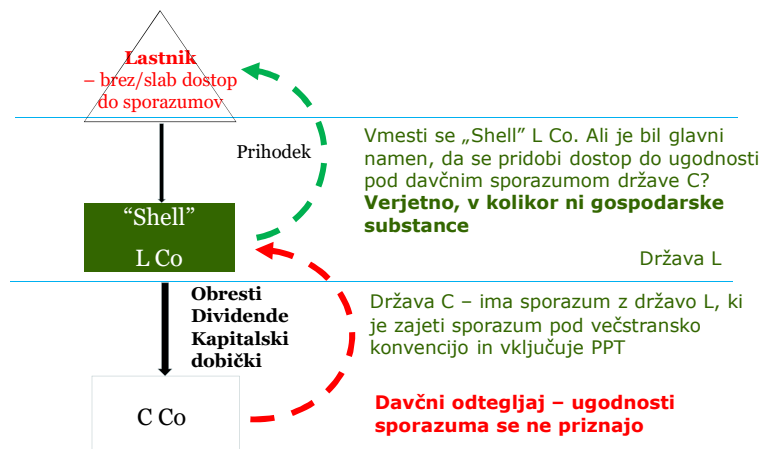 Lastnik
– brez/slab dostop
do sporazumov
Prihodek
Vmesti se „Shell” L Co. Ali je bil glavni
namen, da se pridobi dostop do ugodnosti
pod davčnim sporazumom države C?
Verjetno, v kolikor ni gospodarske
substance
“Shell”
L Co
Država L
Obresti
Dividende
Kapitalski
dobički
Država C – ima sporazum z državo L, ki
je zajeti sporazum pod večstransko
konvencijo in vključuje PPT
C Co
Davčni odtegljaj – ugodnosti
sporazuma se ne priznajo